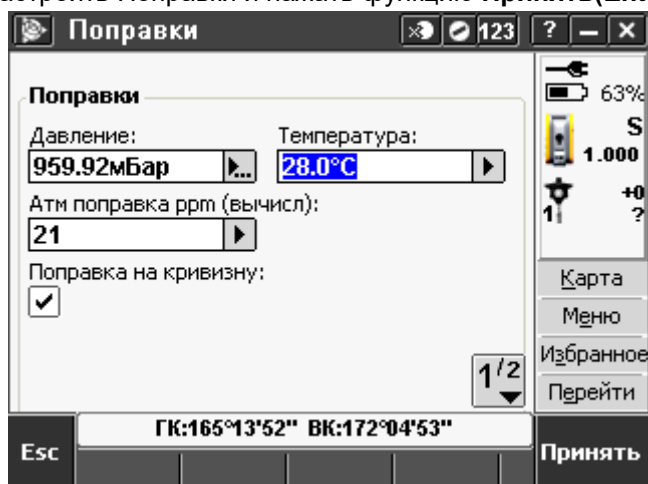 Поправки 123 ? – x
63%
Поправки
Давление: Температура:
S
959.92мБар 28.0°C
1.000
Атм поправка ppm (вычисл):
+0
21
1 ?
Поправка на кривизну:
Карта
Меню
Избранное
1/2
Перейти
ГК:165°13'52" ВК:172°04'53"
Esc Принять